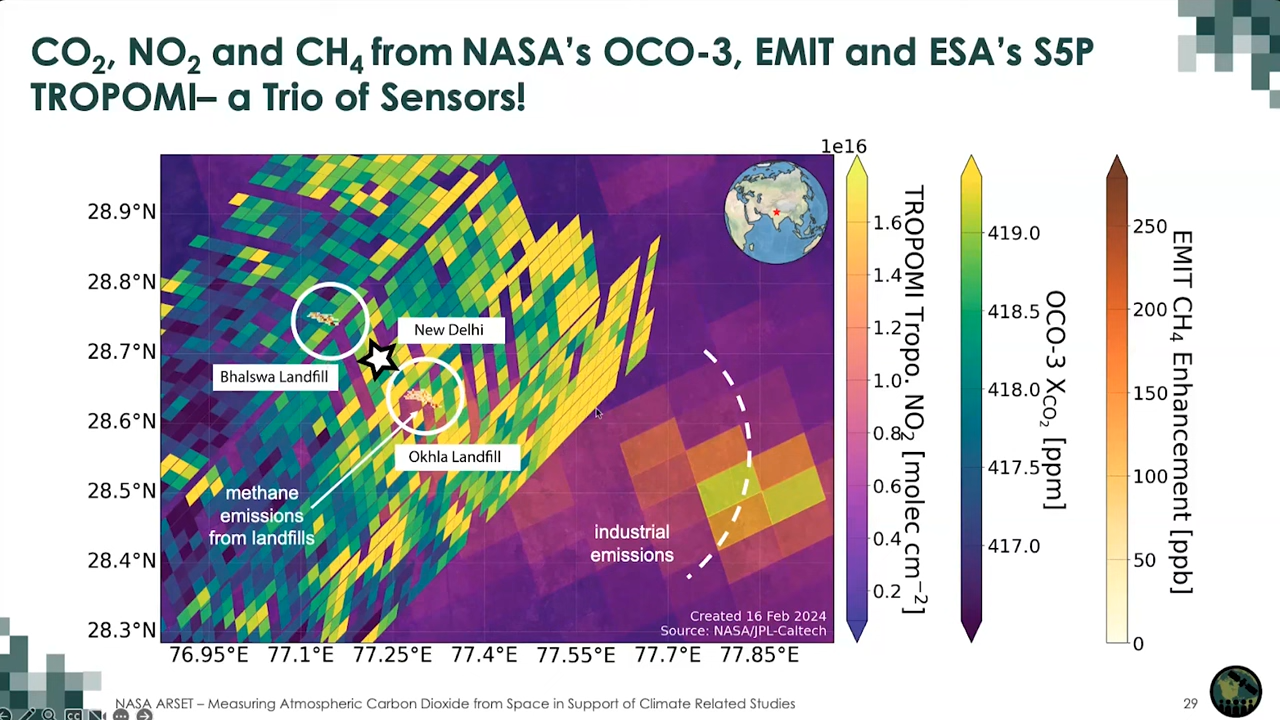 CO₂, NO₂ and CH₄ from NASA’s OCO-3, EMIT and ESA’s S5P
TROPOMI– a Trio of Sensors!
1e16
28.9°N
28.8°N
28.7°N
28.6°N
28.5°N
28.4°N
28.3°N
76.95°E 77.1°E 77.25°E 77.4°E 77.55°E 77.7°E 77.85°E
New Delhi
Bhalswa Landfill
Okhla Landfill
methane
emissions
from landfills
industrial
emissions
Created 16 Feb 2024
Source: NASA/JPL-Caltech
1.6
1.4
1.2
1.0
0.8
0.6
0.4
0.2
TROPOMI Tropo. NO₂ [molec cm⁻²]
419.0
418.5
418.0
417.5
417.0
OCO-3 Xco₂ [ppm]
250
200
150
100
50
0
EMIT CH₄ Enhancement [ppb]
NASA ARSET – Measuring Atmospheric Carbon Dioxide from Space in Support of Climate Related Studies
29